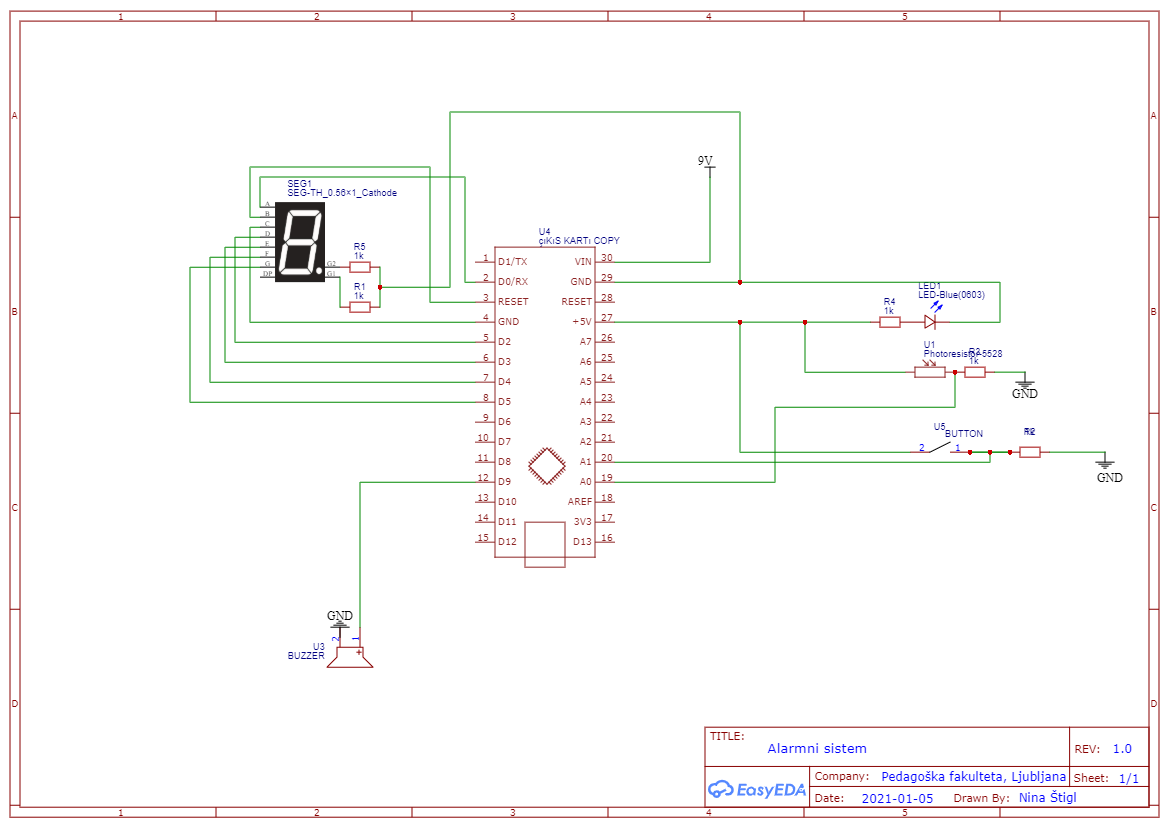 1 2 3 4 5
A A
B B
C C
D D
1 2 3 4 5
SEG1
SEG-TH_0.56×1_Cathode
A
B
C
D
E
F
G
DP
G2
G1
R5
1k
R1
1k
9V
U4
çıKıS KARTı COPY
1 D1/TX VIN 30
2 D0/RX GND 29
3 RESET RESET 28
4 GND +5V 27
5 D2 A7 26
6 D3 A6 25
7 D4 A5 24
8 D5 A4 23
9 D6 A3 22
10 D7 A2 21
11 D8 A1 20
12 D9 A0 19
13 D10 AREF 18
14 D11 3V3 17
15 D12 D13 16
LED1
LED-Blue(0603)
R4
1k
U1
Photoresistor-5528
1k
GND
U5
BUTTON
2 1
GND
GND
2 1
U3
BUZZER
+
TITLE:
Alarmni sistem
REV: 1.0
EasyEDA
Company: Pedagoška fakulteta, Ljubljana
Sheet: 1/1
Date: 2021-01-05
Drawn By: Nina Štigl